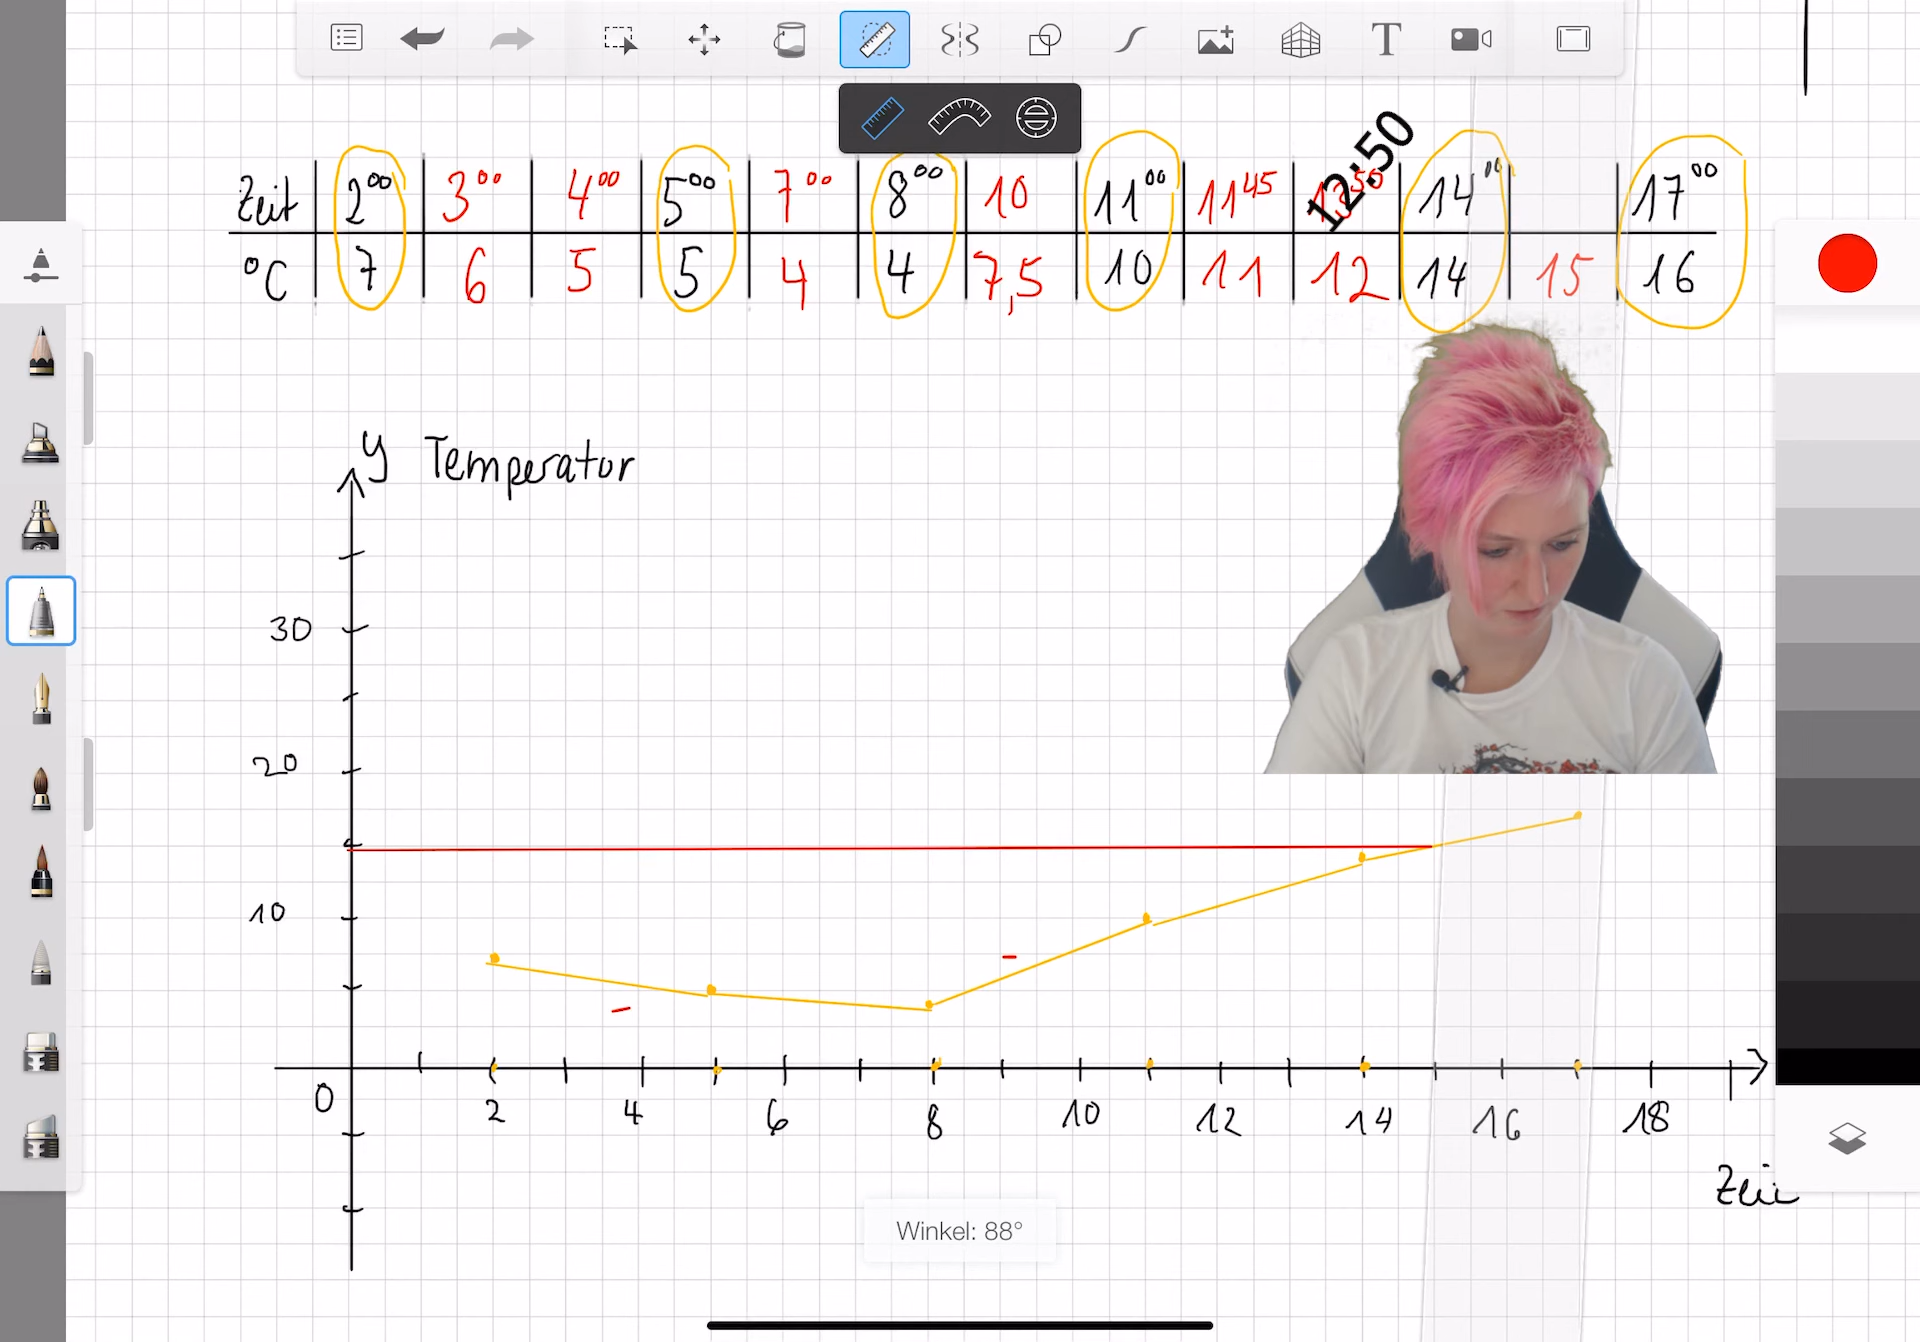 Zeit 2⁰⁰ 3⁰⁰ 4⁰⁰ 5⁰⁰ 7⁰⁰ 8⁰⁰ 10 11⁰⁰ 11⁴⁵ 12:50 14⁰⁰ 17⁰⁰
°C 7 6 5 5 4 4 7,5 10 11 12 14 15 16
y Temperatur
30
20
10
0 2 4 6 8 10 12 14 16 18
Zeit
Winkel: 88°
T